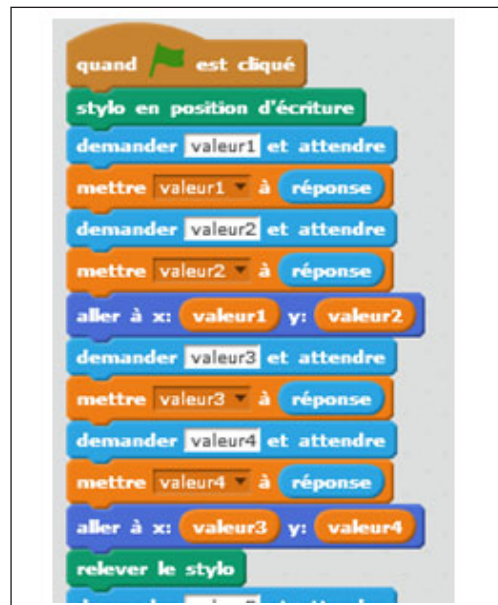 quand est cliqué
stylo en position d'écriture
demander valeur1 et attendre
mettre valeur1 à réponse
demander valeur2 et attendre
mettre valeur2 à réponse
aller à x: valeur1 y: valeur2
demander valeur3 et attendre
mettre valeur3 à réponse
demander valeur4 et attendre
mettre valeur4 à réponse
aller à x: valeur3 y: valeur4
relever le stylo